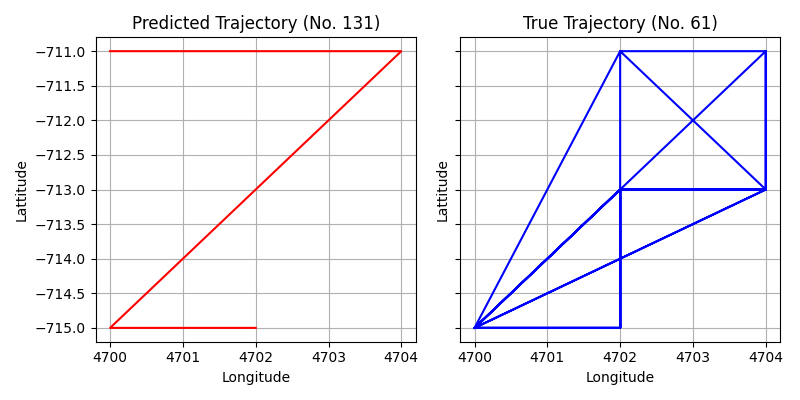 Predicted Trajectory (No. 131)
−711.0
−711.5
−712.0
−712.5
−713.0
−713.5
−714.0
−714.5
−715.0
Lattitude
4700 4701 4702 4703 4704
Longitude
True Trajectory (No. 61)
Lattitude
4700 4701 4702 4703 4704
Longitude